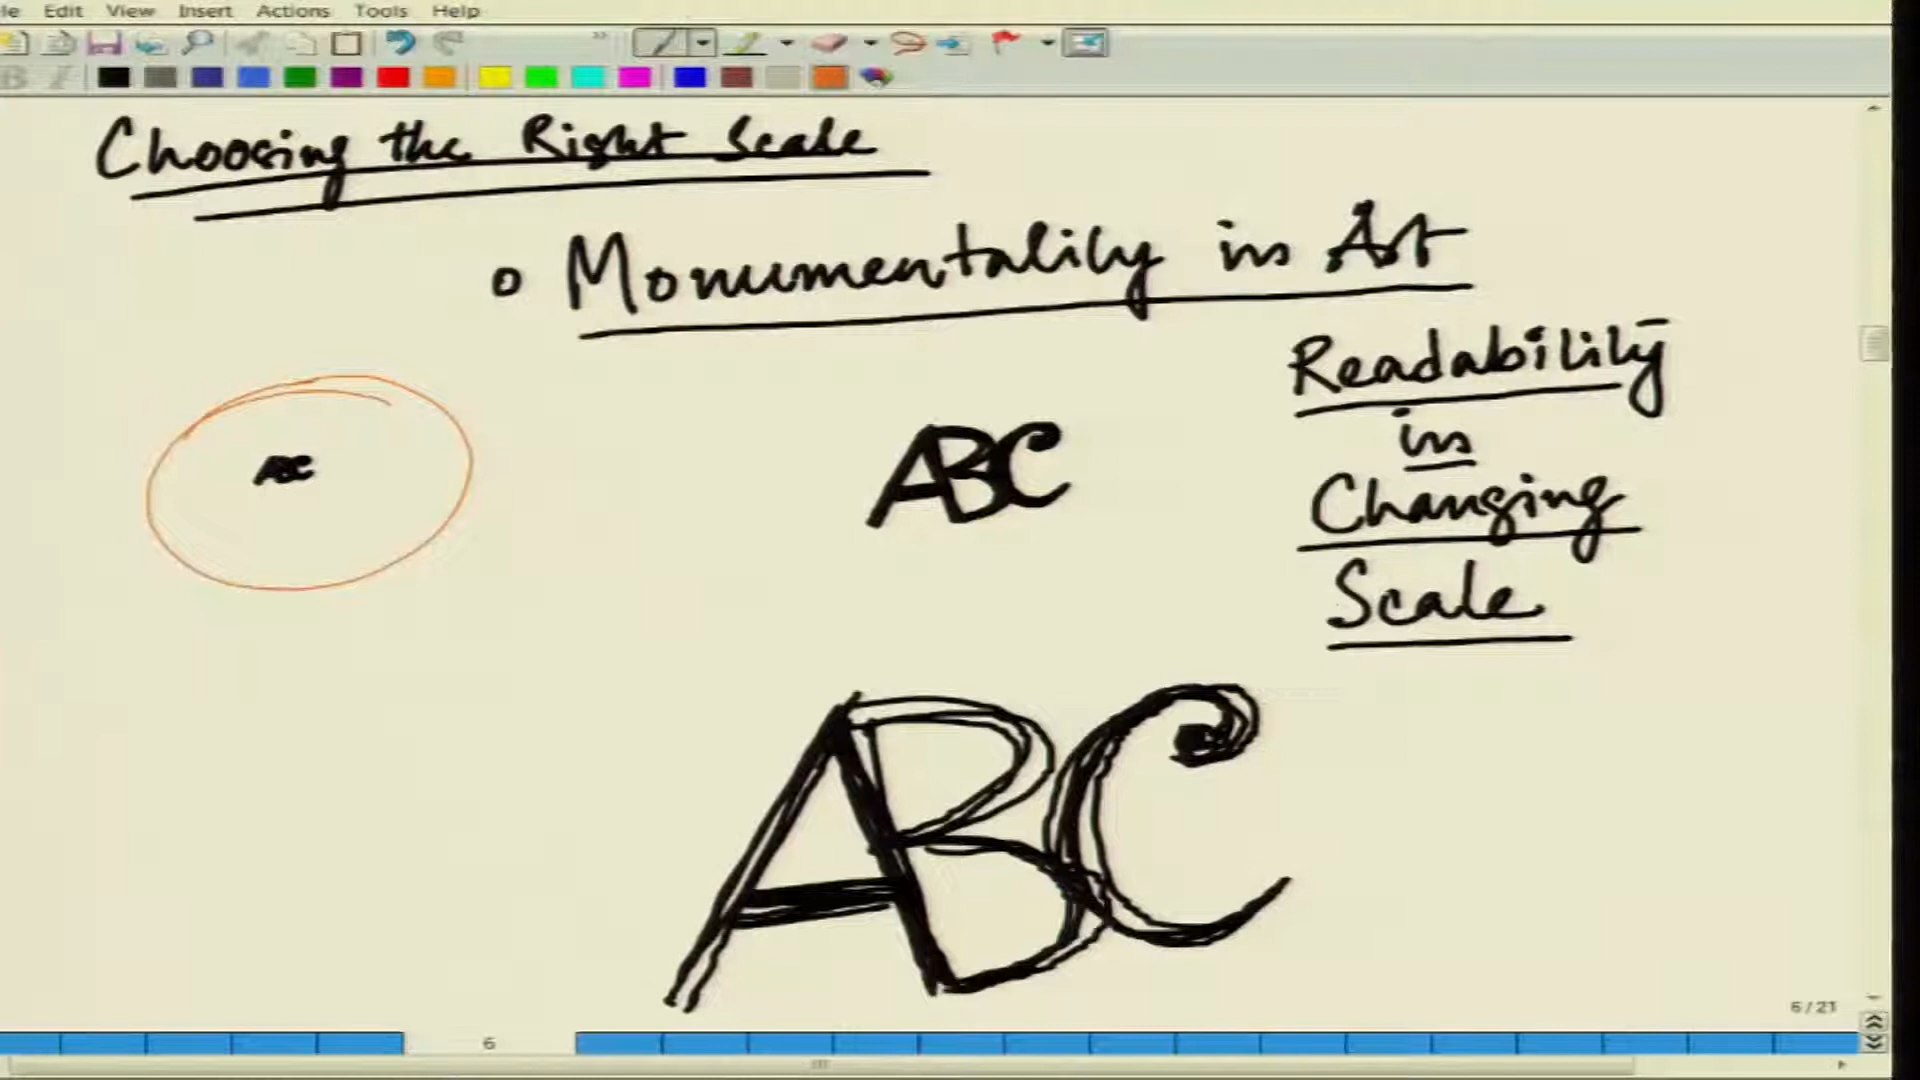 le Edit View Insert Actions Tools Help
B I
Choosing the Right Scale
o Monumentality in Art
Readability
in
Changing
Scale
ABC
ABC
ABC
6 / 21
6